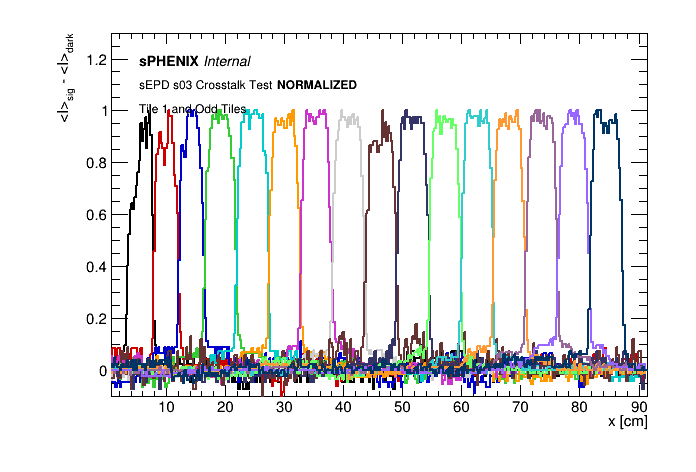 <I>sig - <I>dark
sPHENIX Internal
sEPD s03 Crosstalk Test NORMALIZED
Tile 1 and Odd Tiles
1.2
1
0.8
0.6
0.4
0.2
0
10 20 30 40 50 60 70 80 90
x [cm]